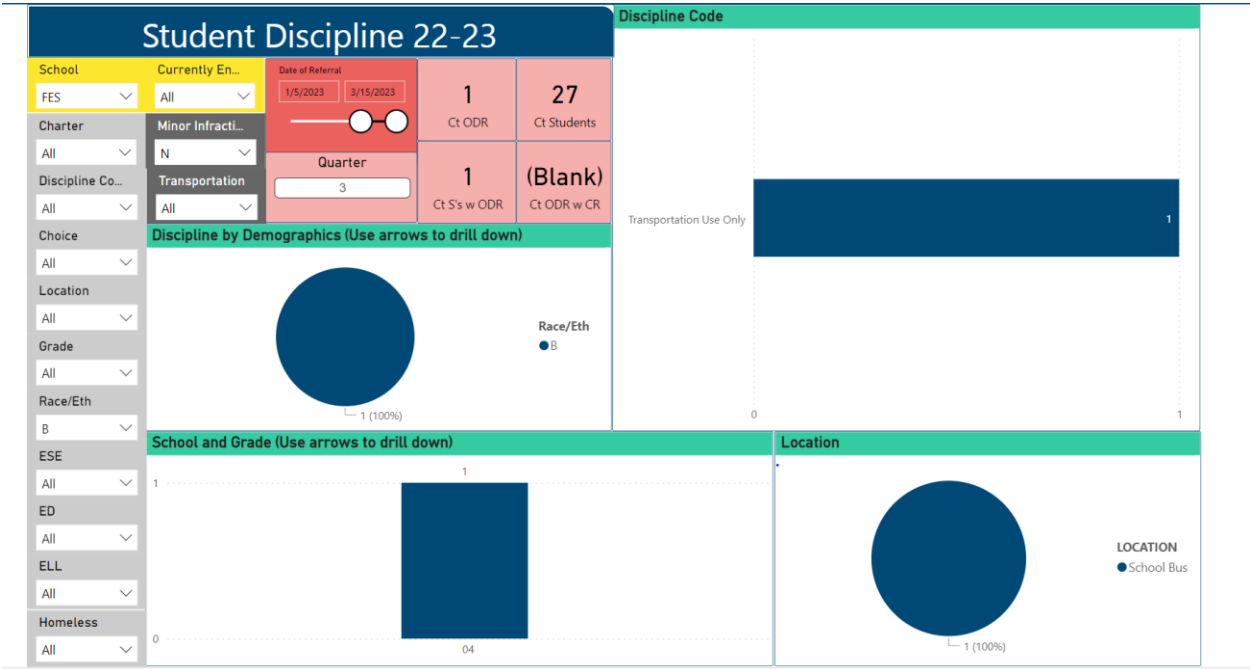 Student Discipline 22-23
School
FES
Currently En...
All
Charter
All
Minor Infracti...
N
Discipline Co...
All
Transportation
All
Choice
All
Location
All
Grade
All
Race/Eth
B
ESE
All
ED
All
ELL
All
Homeless
All
Date of Referral
1/5/2023 3/15/2023
Quarter
3
1
Ct ODR
27
Ct Students
1
Ct S's w ODR
(Blank)
Ct ODR w CR
Discipline by Demographics (Use arrows to drill down)
Race/Eth
B
1 (100%)
Discipline Code
Transportation Use Only
1
0 1
School and Grade (Use arrows to drill down)
1
1
0
04
Location
LOCATION
School Bus
1 (100%)